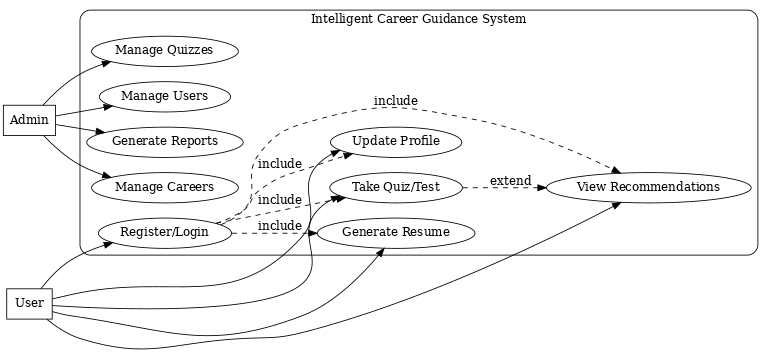 Intelligent Career Guidance System
Manage Quizzes
Manage Users
include
Admin
Generate Reports
Update Profile
include
Manage Careers
Take Quiz/Test
extend
View Recommendations
include
Register/Login
include
Generate Resume
User